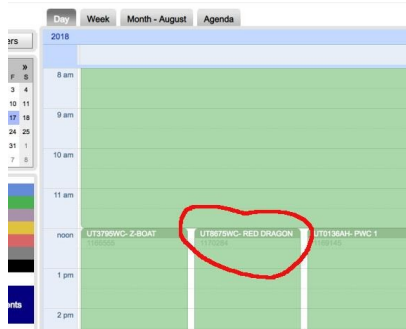 Day Week Month - August Agenda
ers
2018
»
F S
3 4
10 11
17 18
24 25
31 1
7 8
8 am
9 am
10 am
11 am
noon
UT3795WC- Z-BOAT
UT8675WC- RED DRAGON
1170284
UT0136AH- PWC 1
1 pm
2 pm
ents